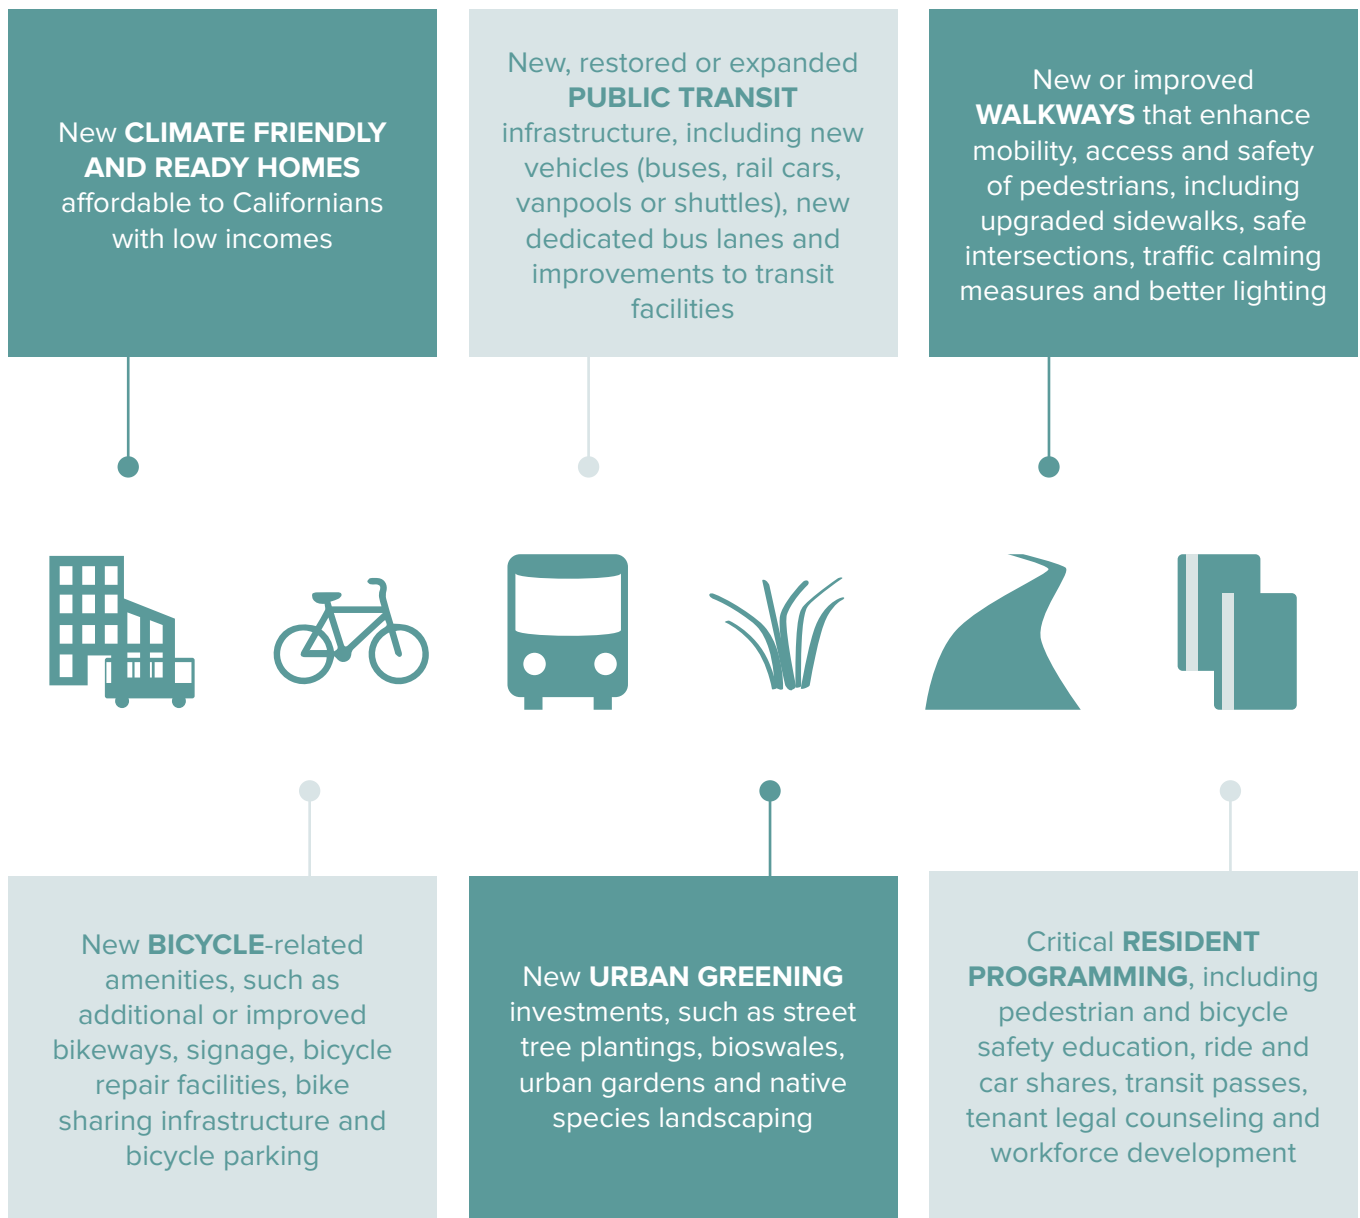 New CLIMATE FRIENDLY
AND READY HOMES
affordable to Californians
with low incomes
New, restored or expanded
PUBLIC TRANSIT
infrastructure, including new
vehicles (buses, rail cars,
vanpools or shuttles), new
dedicated bus lanes and
improvements to transit
facilities
New or improved
WALKWAYS that enhance
mobility, access and safety
of pedestrians, including
upgraded sidewalks, safe
intersections, traffic calming
measures and better lighting
New BICYCLE-related
amenities, such as
additional or improved
bikeways, signage, bicycle
repair facilities, bike
sharing infrastructure and
bicycle parking
New URBAN GREENING
investments, such as street
tree plantings, bioswales,
urban gardens and native
species landscaping
Critical RESIDENT
PROGRAMMING, including
pedestrian and bicycle
safety education, ride and
car shares, transit passes,
tenant legal counseling and
workforce development